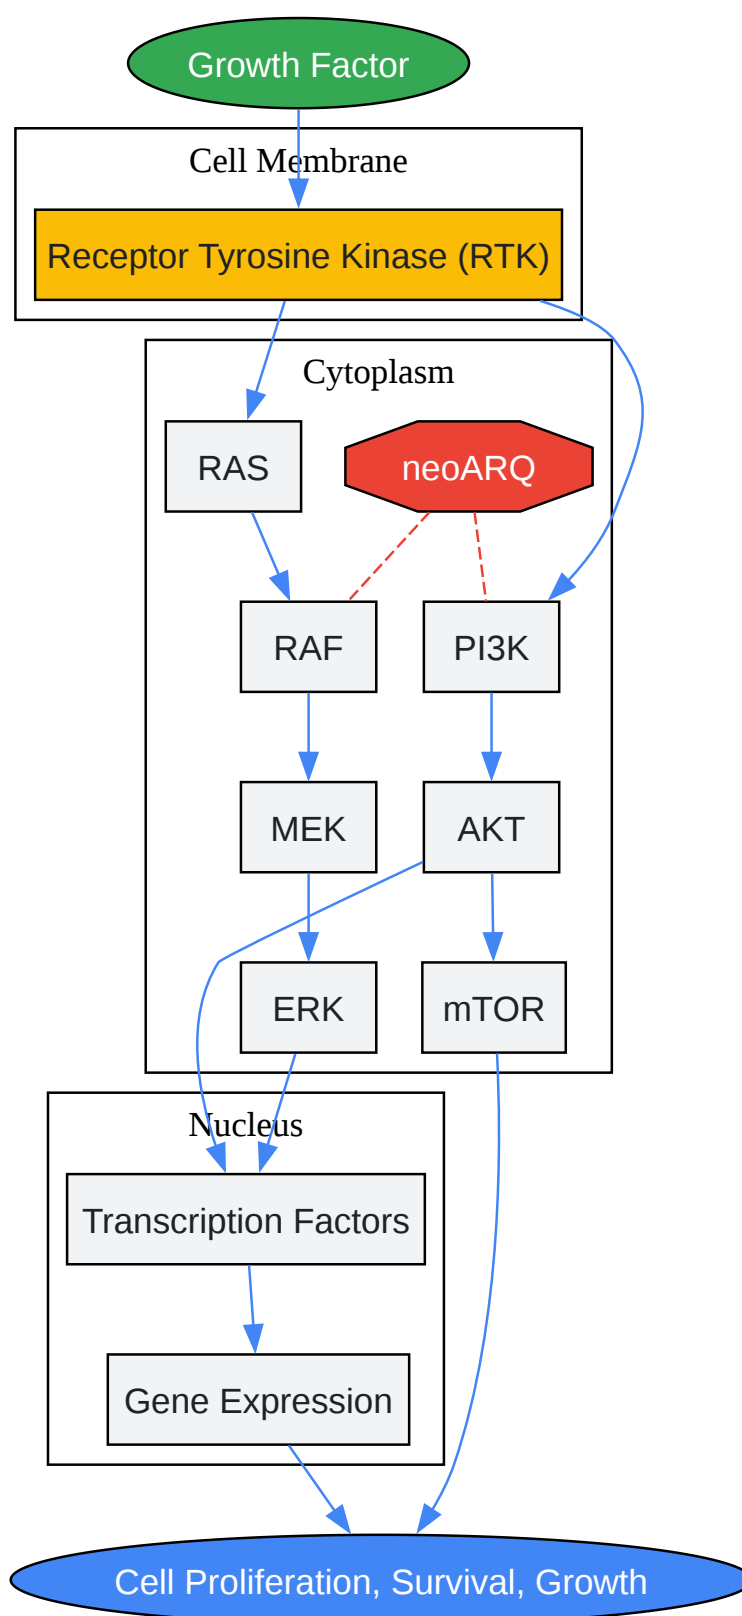 Growth Factor
Cell Membrane
Receptor Tyrosine Kinase (RTK)
Cytoplasm
RAS
neoARQ
RAF
PI3K
MEK
AKT
ERK
mTOR
Nucleus
Transcription Factors
Gene Expression
Cell Proliferation, Survival, Growth